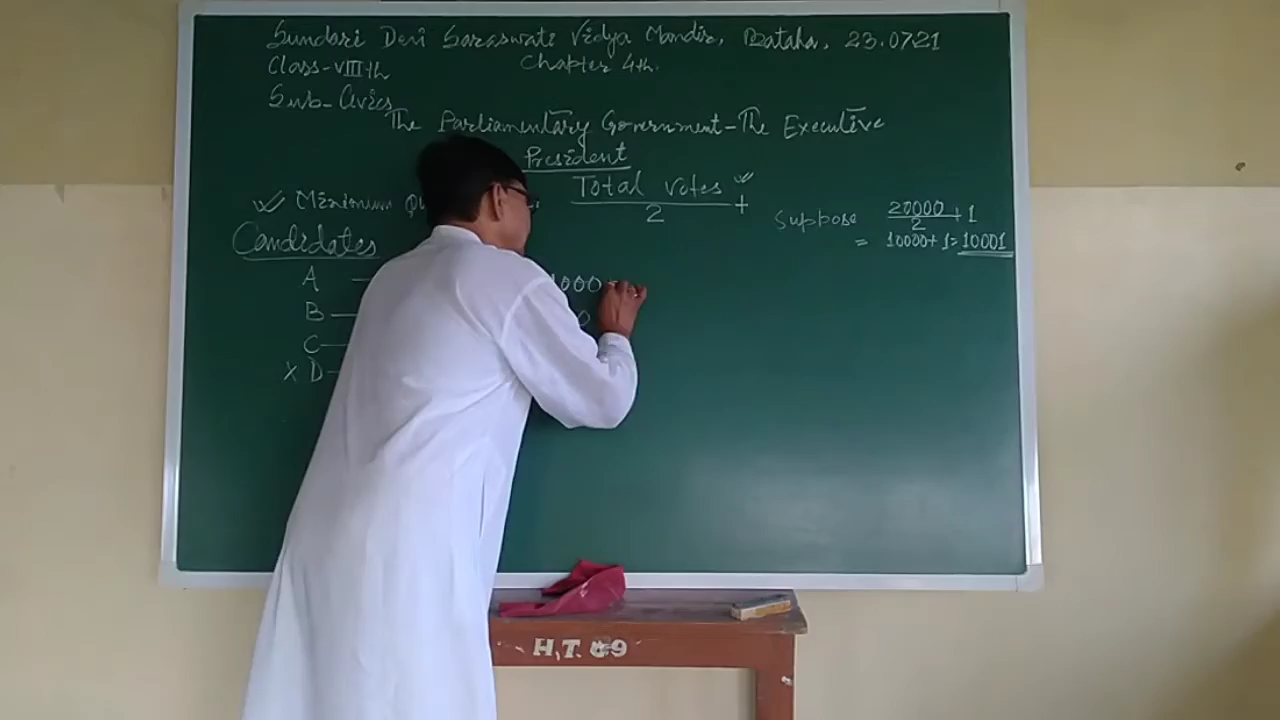 Sundari Devi Saraswati Vidya Mandir, Bataha, 23.07.21
Class-VIIIth
Chapter 4th.
Sub-Civics
The Parliamentary Government-The Executive
President
Minimum
Total votes
2
+
Suppose 20000/2 + 1
= 10000+1=10001
Candidates
A —
B —
C —
X D —
H.T. 69